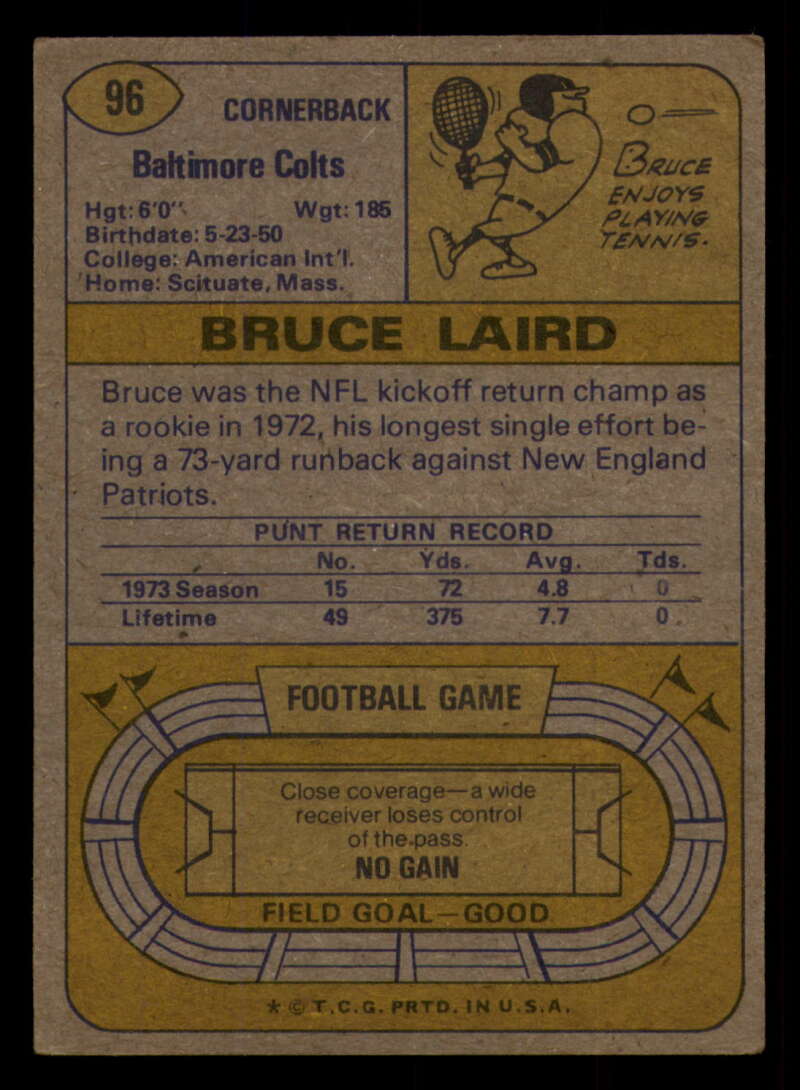 96
CORNERBACK
Baltimore Colts
Hgt: 6'0" Wgt: 185
Birthdate: 5-23-50
College: American Int'l.
Home: Scituate, Mass.
BRUCE
ENJOYS
PLAYING
TENNIS.
BRUCE LAIRD
Bruce was the NFL kickoff return champ as
a rookie in 1972, his longest single effort be-
ing a 73-yard runback against New England
Patriots.
PUNT RETURN RECORD
No. Yds. Avg. Tds.
1973 Season 15 72 4.8 0
Lifetime 49 375 7.7 0
FOOTBALL GAME
Close coverage—a wide
receiver loses control
of the pass.
NO GAIN
FIELD GOAL—GOOD
* © T.C.G. PRTD. IN U.S.A.